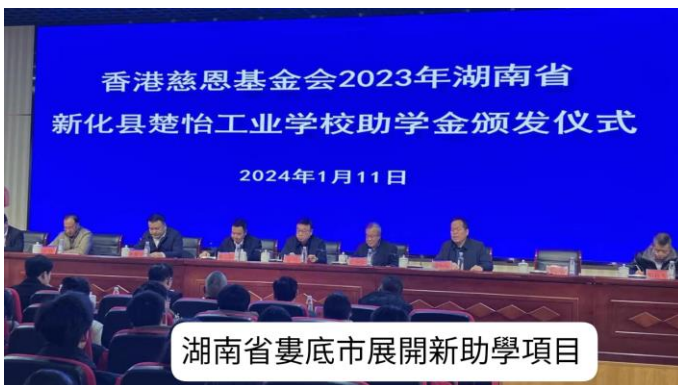 香港慈恩基金会2023年湖南省
新化县楚怡工业学校助学金颁发仪式
2024年1月11日
湖南省婁底市展開新助學項目